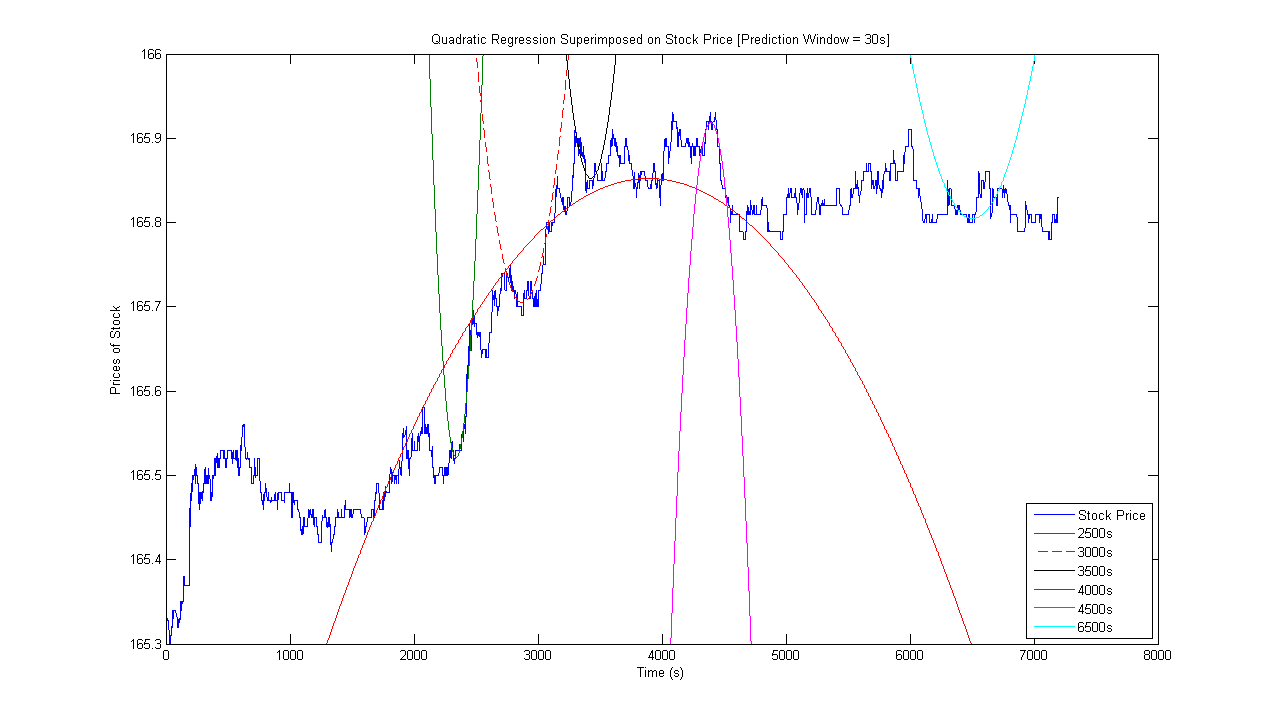 Quadratic Regression Superimposed on Stock Price [Prediction Window = 30s]
166
165.9
165.8
165.7
165.6
165.5
165.4
165.3
Prices of Stock
0 1000 2000 3000 4000 5000 6000 7000 8000
Time (s)
Stock Price
2500s
3000s
3500s
4000s
4500s
6500s